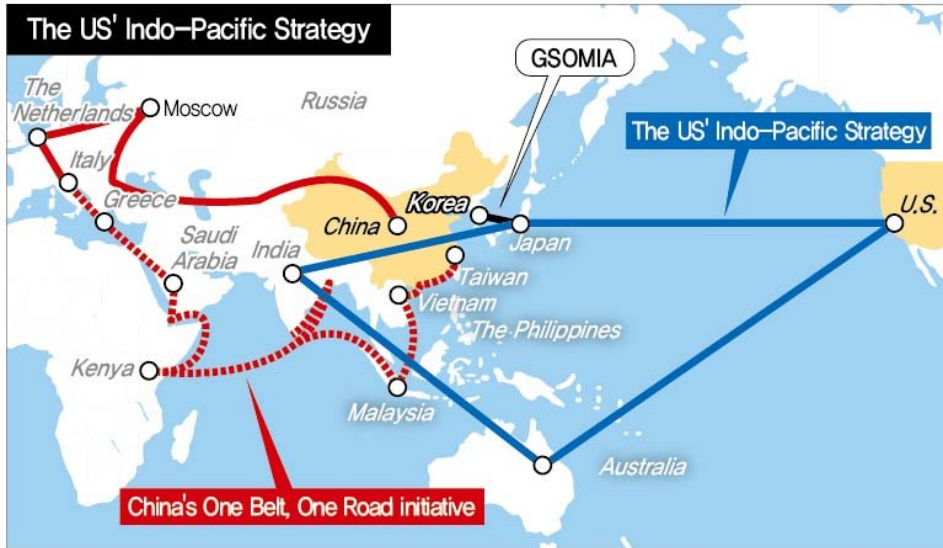 The US' Indo-Pacific Strategy
GSOMIA
The
Netherlands
Moscow
Russia
The US' Indo-Pacific Strategy
Italy
Greece
Korea
U.S.
China
Japan
Saudi
Arabia
India
Taiwan
Vietnam
The Philippines
Kenya
Malaysia
Australia
China's One Belt, One Road initiative